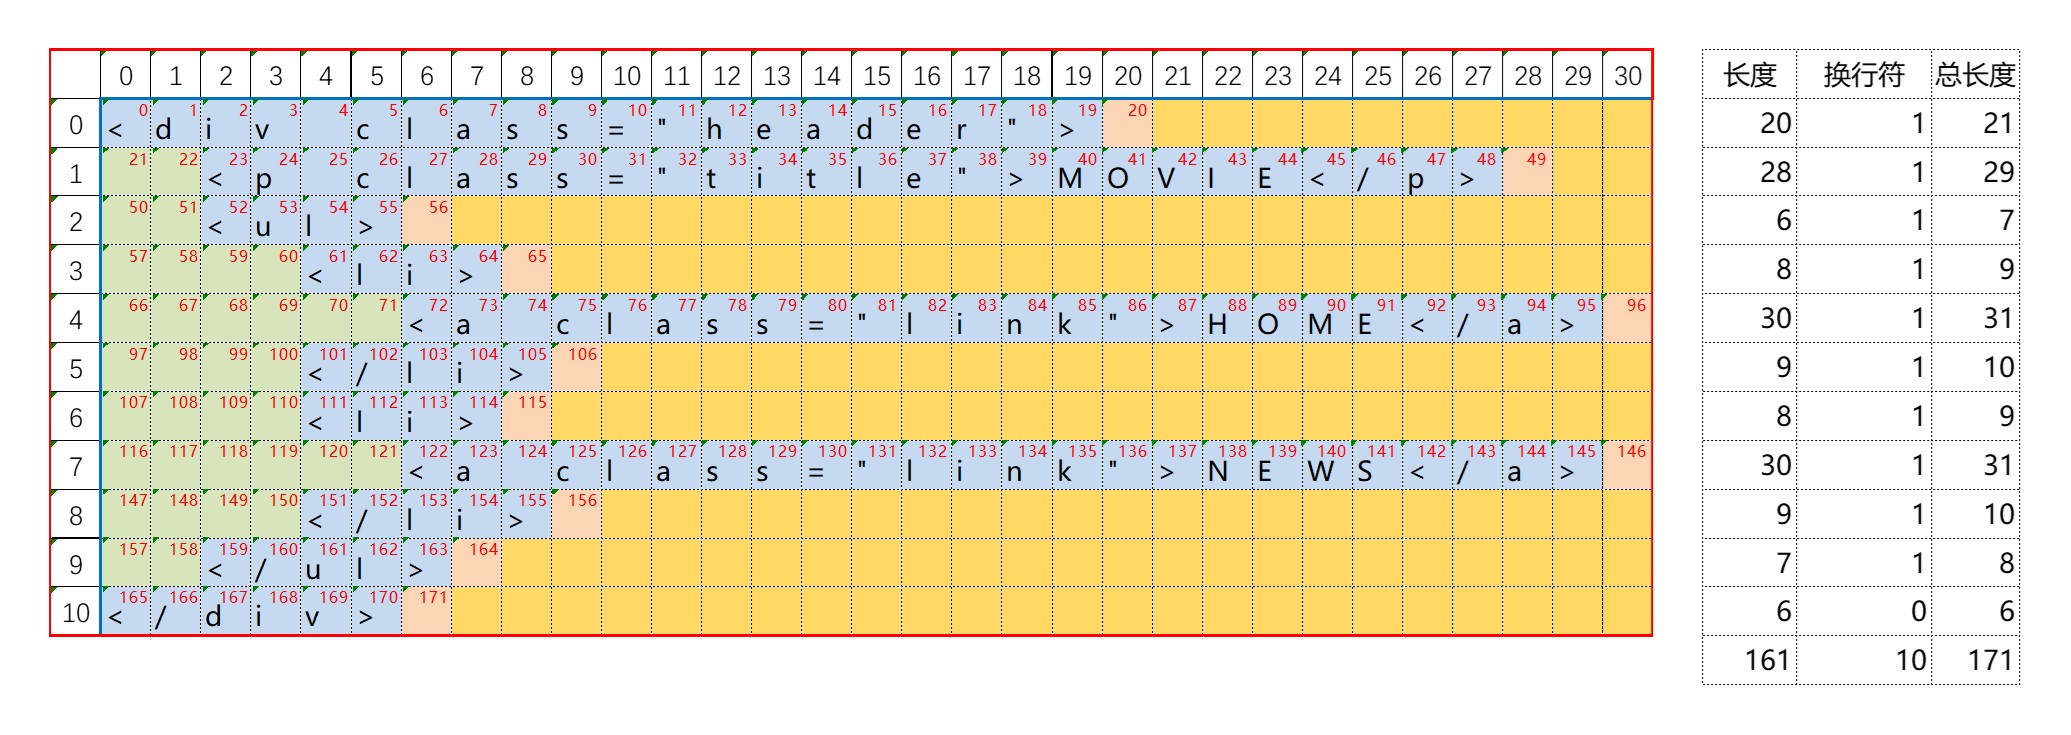 0 1 2 3 4 5 6 7 8 9 10 11 12 13 14 15 16 17 18 19 20 21 22 23 24 25 26 27 28 29 30 长度 换行符 总长度
0 1 2 3 4 5 6 7 8 9 10 11 12 13 14 15 16 17 18 19 20
0 < d i v c l a s s = " h e a d e r " > 20 1 21
21 22 23 24 25 26 27 28 29 30 31 32 33 34 35 36 37 38 39 40 41 42 43 44 45 46 47 48 49
1 < p c l a s s = " t i t l e " > M O V I E < / p > 28 1 29
50 51 52 53 54 55 56
2 < u l > 6 1 7
57 58 59 60 61 62 63 64 65
3 < l i > 8 1 9
66 67 68 69 70 71 72 73 74 75 76 77 78 79 80 81 82 83 84 85 86 87 88 89 90 91 92 93 94 95 96
4 < a c l a s s = " l i n k " > H O M E < / a > 30 1 31
97 98 99 100 101 102 103 104 105 106
5 < / l i > 9 1 10
107 108 109 110 111 112 113 114 115
6 < l i > 8 1 9
116 117 118 119 120 121 122 123 124 125 126 127 128 129 130 131 132 133 134 135 136 137 138 139 140 141 142 143 144 145 146
7 < a c l a s s = " l i n k " > N E W S < / a > 30 1 31
147 148 149 150 151 152 153 154 155 156
8 < / l i > 9 1 10
157 158 159 160 161 162 163 164
9 < / u l > 7 1 8
165 166 167 168 169 170 171
10 < / d i v > 6 0 6
161 10 171